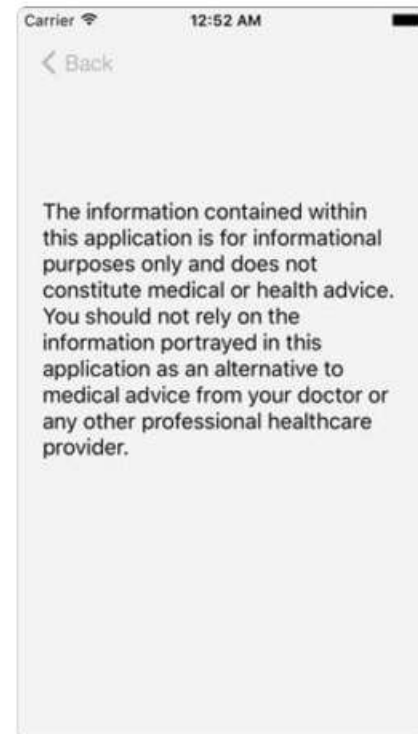 Carrier 12:52 AM
Back
The information contained within
this application is for informational
purposes only and does not
constitute medical or health advice.
You should not rely on the
information portrayed in this
application as an alternative to
medical advice from your doctor or
any other professional healthcare
provider.